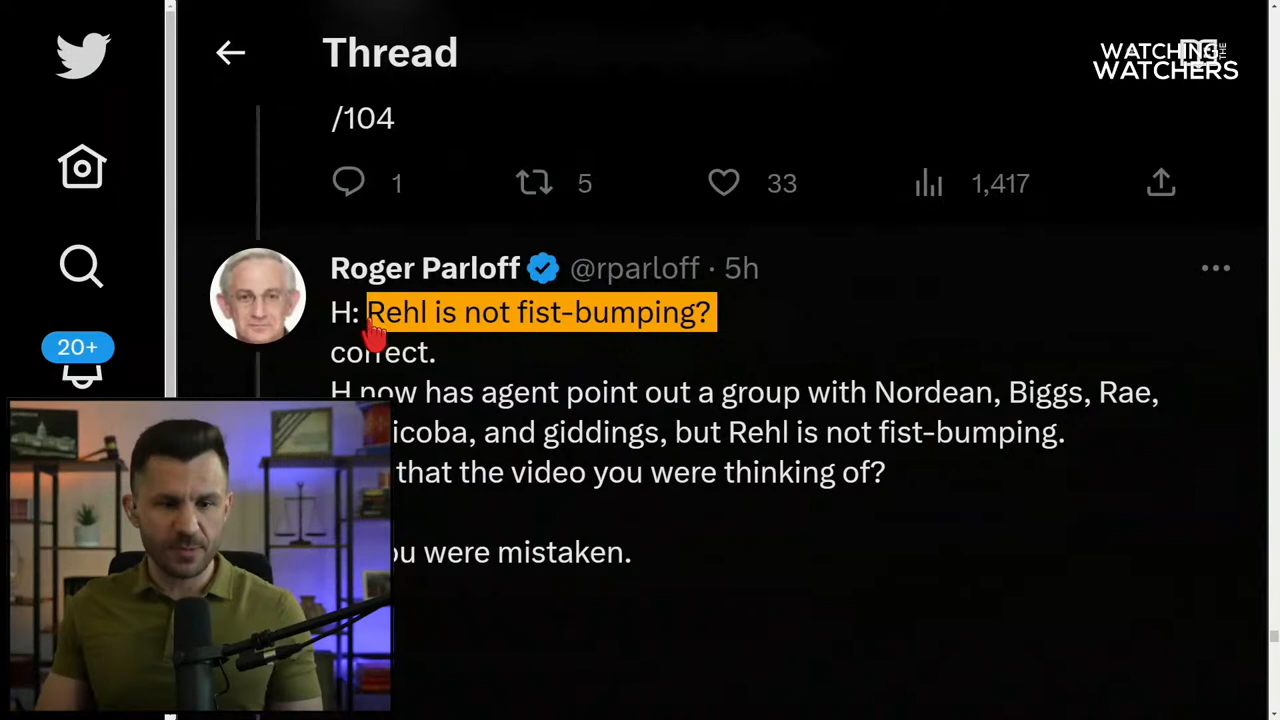 Thread
WATCHING THE
WATCHERS
/104
1
5
33
1,417
Roger Parloff @rparloff · 5h
H: Rehl is not fist-bumping?
correct.
H now has agent point out a group with Nordean, Biggs, Rae,
icoba, and giddings, but Rehl is not fist-bumping.
that the video you were thinking of?
ou were mistaken.
20+